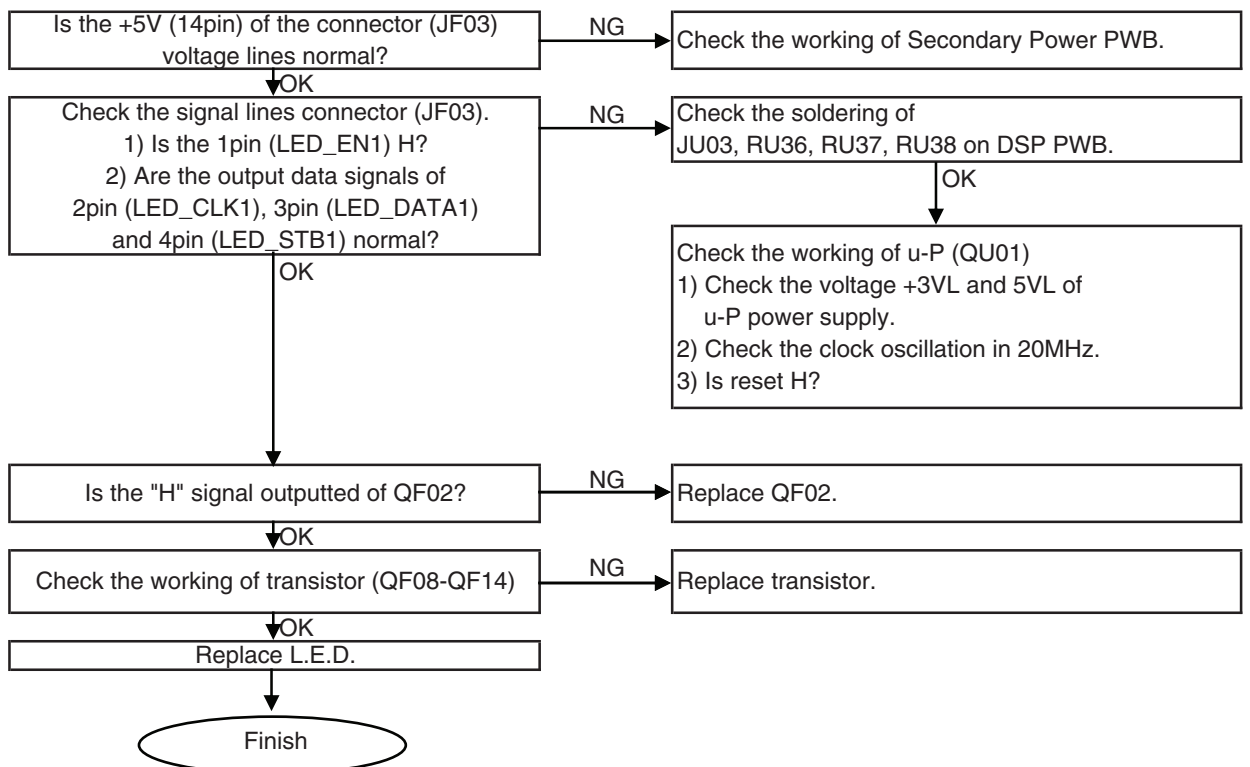 Is the +5V (14pin) of the connector (JF03)
voltage lines normal?
NG
Check the working of Secondary Power PWB.
OK
Check the signal lines connector (JF03).
1) Is the 1pin (LED_EN1) H?
2) Are the output data signals of
2pin (LED_CLK1), 3pin (LED_DATA1)
and 4pin (LED_STB1) normal?
NG
Check the soldering of
JU03, RU36, RU37, RU38 on DSP PWB.
OK
Check the working of u-P (QU01)
1) Check the voltage +3VL and 5VL of
u-P power supply.
2) Check the clock oscillation in 20MHz.
3) Is reset H?
OK
Is the "H" signal outputted of QF02?
NG
Replace QF02.
OK
Check the working of transistor (QF08-QF14)
NG
Replace transistor.
OK
Replace L.E.D.
Finish